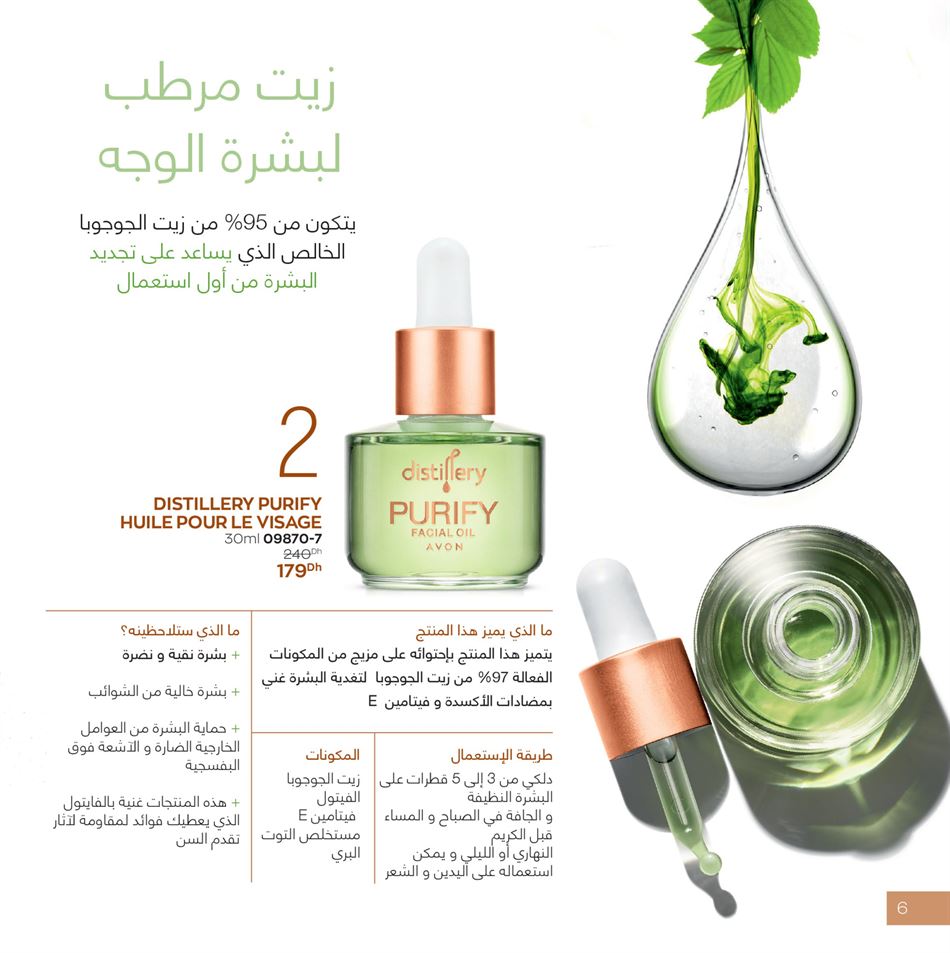 زيت مرطب
لبشرة الوجه
يتكون من 95% من زيت الجوجوبا
الخالص الذي يساعد على تجديد
البشرة من أول استعمال
2
DISTILLERY PURIFY
HUILE POUR LE VISAGE
30ml 09870-7
240Dh
179Dh
distillery
PURIFY
FACIAL OIL
AVON
ما الذي يميز هذا المنتج
يتميز هذا المنتج بإحتوائه على مزيج من المكونات
الفعالة 97% من زيت الجوجوبا لتغدية البشرة غني
بمضادات الأكسدة و فيتامين E
طريقة الإستعمال
دلكي من 3 إلى 5 قطرات على
البشرة النظيفة
و الجافة في الصباح و المساء
قبل الكريم
النهاري أو الليلي و يمكن
استعماله على اليدين و الشعر
المكونات
زيت الجوجوبا
الفيتول
فيتامين E
مستخلص التوت
البري
ما الذي ستلاحظينه؟
+ بشرة نقية و نضرة
+ بشرة خالية من الشوائب
+ حماية البشرة من العوامل
الخارجية الضارة و الآشعة فوق
البفسجية
+ هذه المنتجات غنية بالفايتول
الذي يعطيك فوائد لمقاومة لآثار
تقدم السن
6